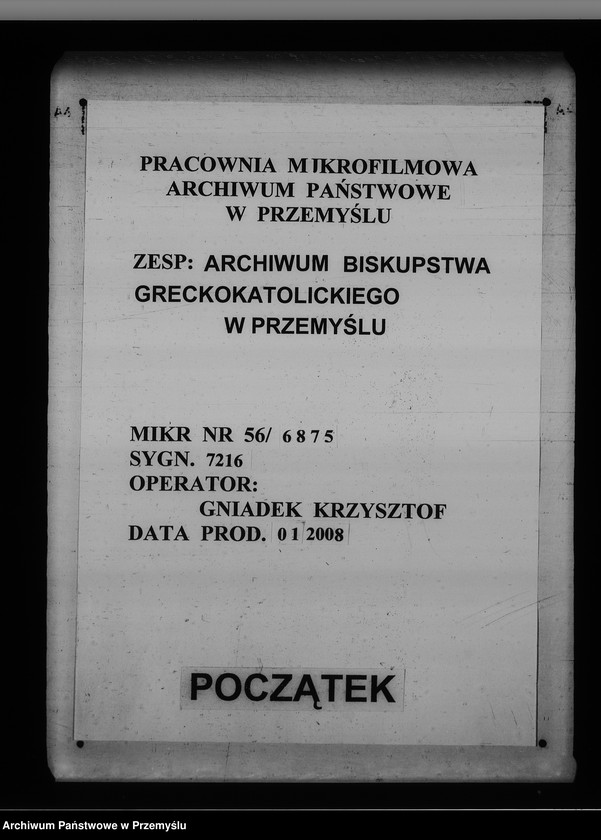 PRACOWNIA MIKROFILMOWA
ARCHIWUM PAŃSTWOWE
W PRZEMYŚLU
ZESP: ARCHIWUM BISKUPSTWA
GRECKOKATOLICKIEGO
W PRZEMYŚLU
MIKR NR 56/ 6875
SYGN. 7216
OPERATOR:
GNIADEK KRZYSZTOF
DATA PROD. 01 2008
POCZĄTEK
Archiwum Państwowe w Przemyślu